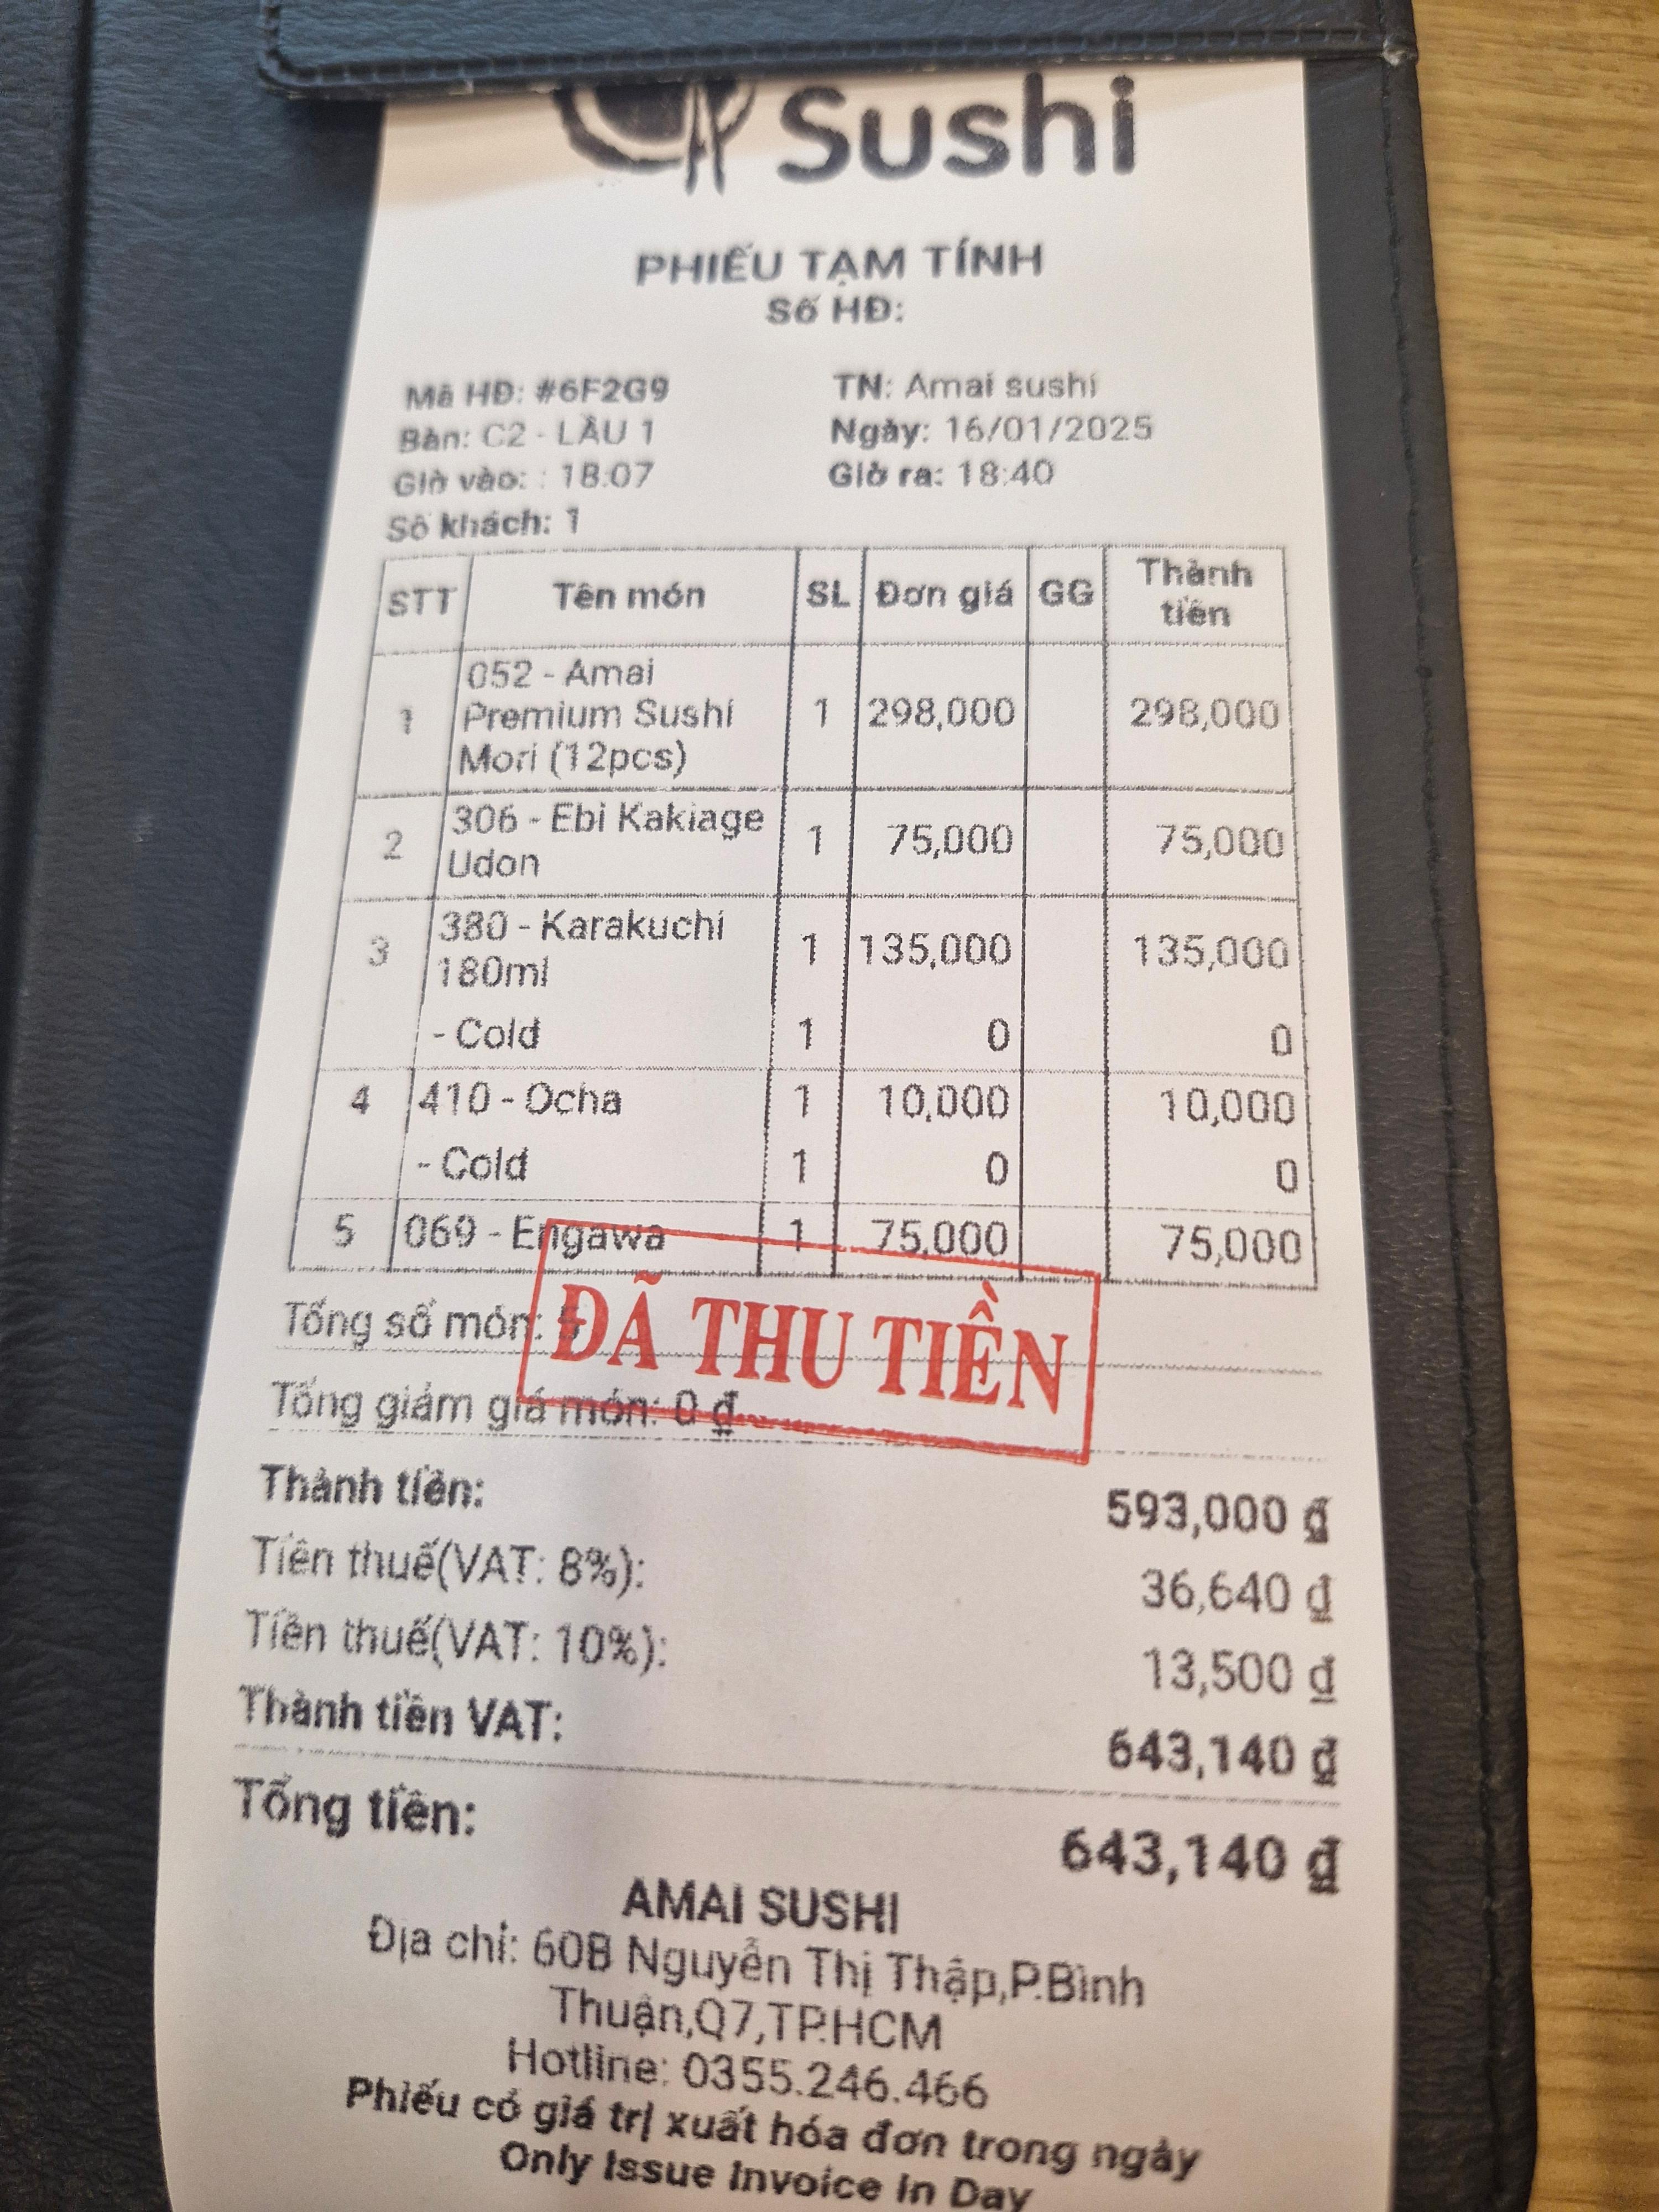 Sushi
PHIẾU TẠM TÍNH
Số HĐ:
Mã HĐ: #6F2G9 TN: Amai sushi
Bàn: C2 - LẦU 1 Ngày: 16/01/2025
Giờ vào: : 18:07 Giờ ra: 18:40
Số khách: 1
STT Tên món SL Đơn giá GG Thành tiền
1 052 - Amai Premium Sushi Mori (12pcs) 1 298,000 298,000
2 306 - Ebi Kakiage Udon 1 75,000 75,000
3 380 - Karakuchi 180ml 1 135,000 135,000
- Cold 1 0 0
4 410 - Ocha 1 10,000 10,000
- Cold 1 0 0
5 069 - Engawa 1 75,000 75,000
Tổng số món: 5
ĐÃ THU TIỀN
Tổng giảm giá món: 0 ₫
Thành tiền: 593,000 ₫
Tiền thuế(VAT: 8%): 36,640 ₫
Tiền thuế(VAT: 10%): 13,500 ₫
Thành tiền VAT: 643,140 ₫
Tổng tiền: 643,140 ₫
AMAI SUSHI
Địa chỉ: 60B Nguyễn Thị Thập,P.Bình
Thuận,Q7,TP.HCM
Hotline: 0355.246.466
Phiếu có giá trị xuất hóa đơn trong ngày
Only Issue Invoice In Day